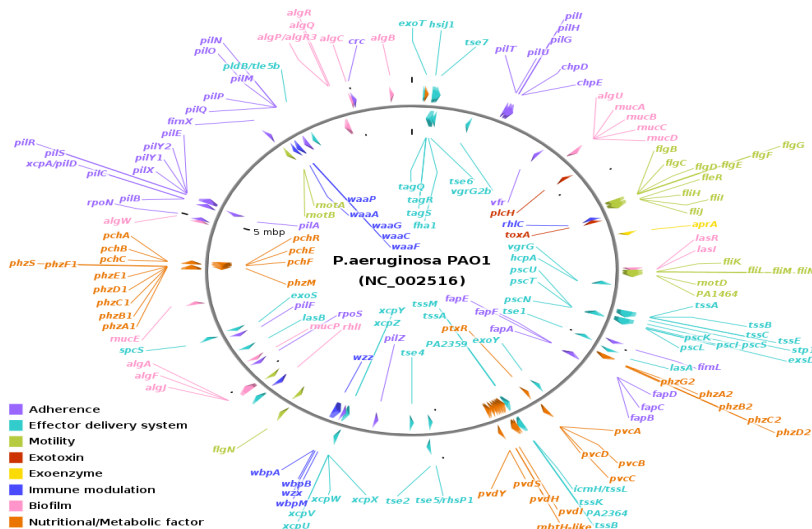 algR
algQ
algP/algR3
algC
crc
algB
exoT
hsiJ1
tse7
pilT
pilI
pilH
pilG
pilU
chpD
chpE
pilN
pilO
pldB/tle5b
pilM
pilP
pilQ
fimX
pilE
pilR
pilS
pilY2
pilY1
xcpA/pilD
pilC
pilX
pilB
rpoN
algW
pilA
5 mbp
algU
mucA
mucB
mucC
mucD
flgB
flgC
flgD
flgE
flgF
flgG
fleR
fliH
fliI
fliJ
aprA
lasR
lasI
fliK
fliL
fliM
motD
PA1464
motA
motB
waaP
waaA
waaG
waaC
waaF
tagQ
tagR
tagS
fha1
tse6
vgrG2b
vfr
plcH
rhlC
toxA
vgrG
hcpA
pscU
pscT
pscN
tse1
P.aeruginosa PAO1
(NC_002516)
pchA
pchB
pchC
phzS
phzF1
phzE1
phzD1
phzC1
phzB1
phzA1
pchR
pchE
pchF
phzM
mucE
spcS
algA
algF
algJ
exoS
pilF
lasB
rpoS
mucP
rhlI
xcpY
xcpZ
wzz
pilZ
tse4
tssM
tssA
ptxR
PA2359
exoY
fapE
fapF
fapA
tssA
tssB
tssC
tssE
pscK
pscL
pscI
pscS
lasA
fimL
fapD
fapC
fapB
phzG2
phzA2
phzB2
phzC2
phzD2
pvcA
pvcD
pvcB
pvcC
icmH/tssL
tssK
PA2364
tssB
pvdY
pvdS
pvdH
pvdI
tse5/rhsP1
tse2
xcpX
xcpW
xcpV
xcpU
wbpA
wbpB
wzx
wbpM
flgN
Adherence
Effector delivery system
Motility
Exotoxin
Exoenzyme
Immune modulation
Biofilm
Nutritional/Metabolic factor